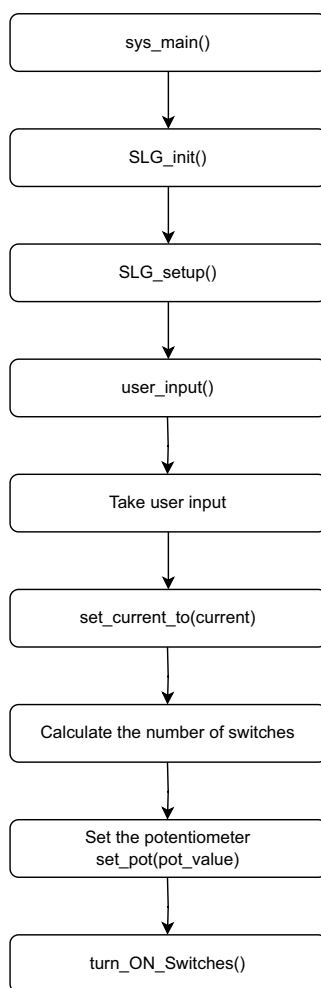 sys_main()
SLG_init()
SLG_setup()
user_input()
Take user input
set_current_to(current)
Calculate the number of switches
Set the potentiometer
set_pot(pot_value)
turn_ON_Switches()